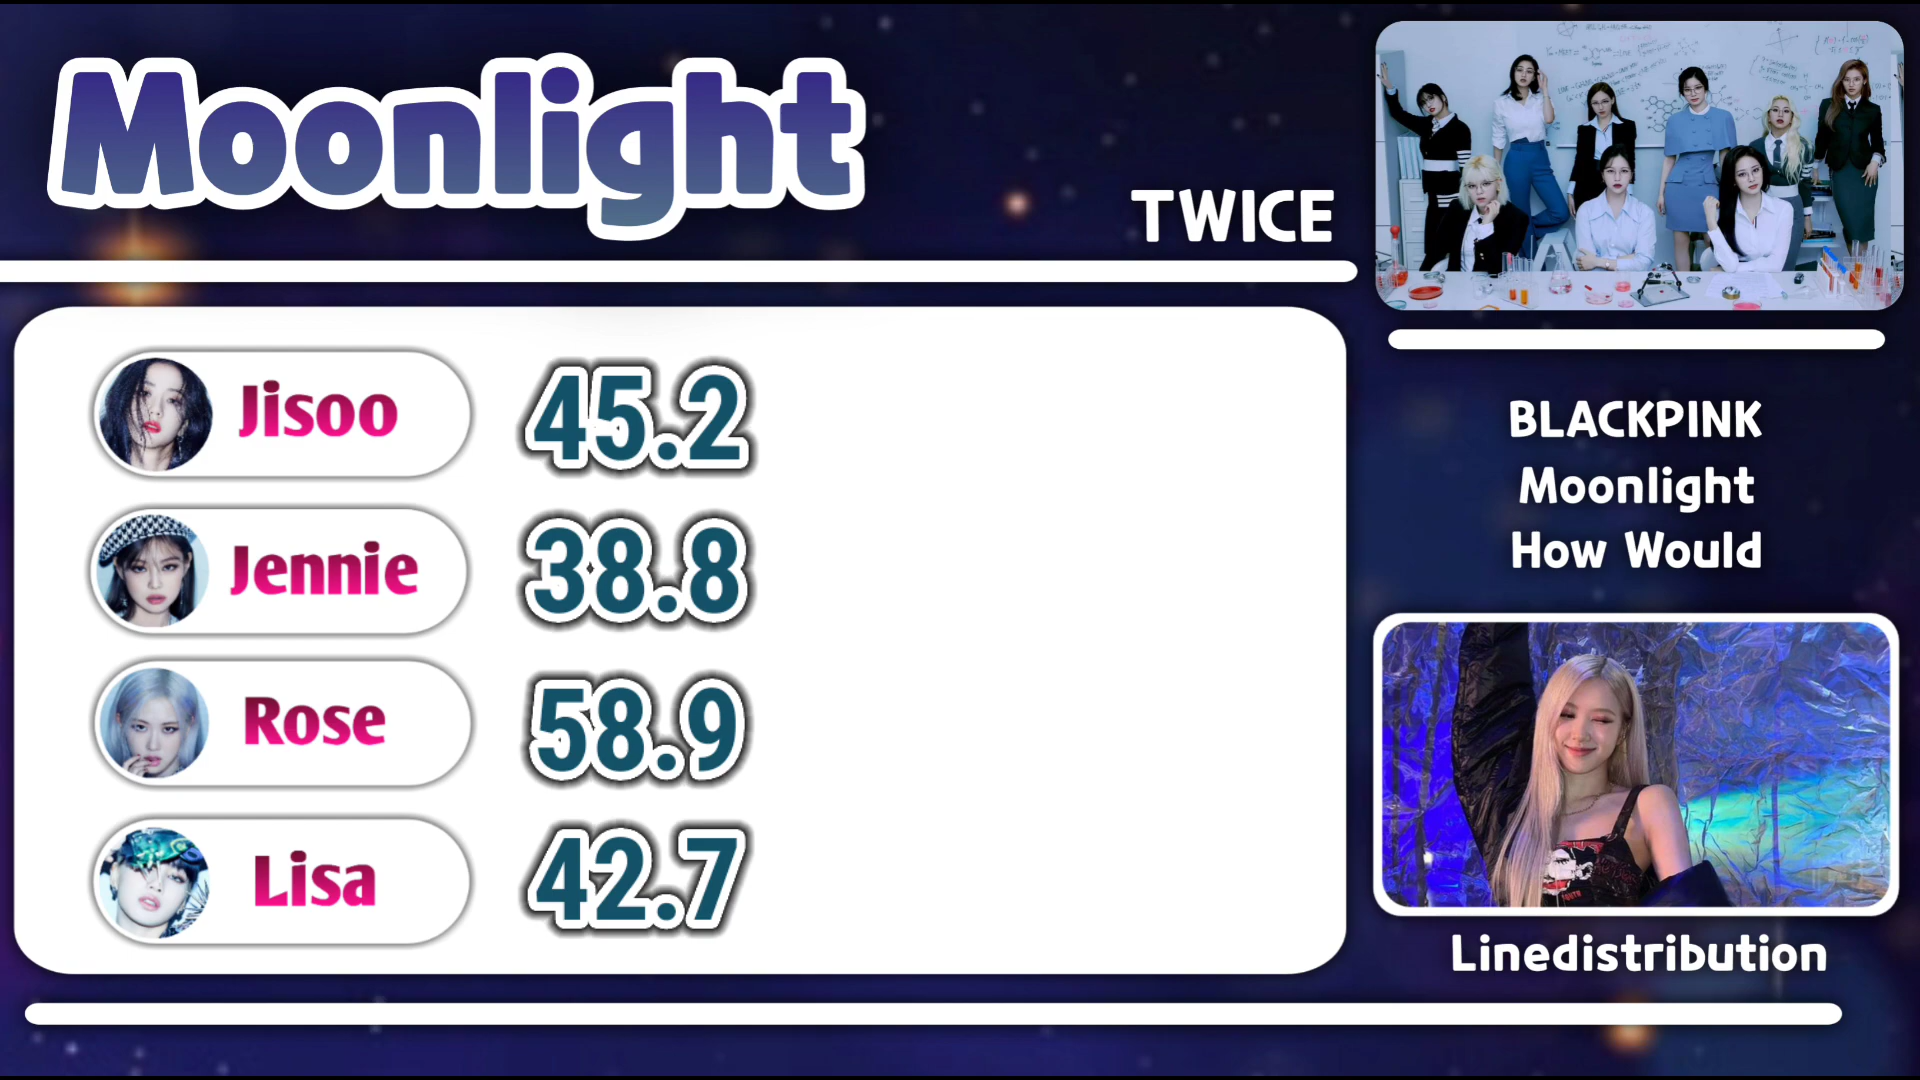 Moonlight
TWICE
Jisoo 45.2
Jennie 38.8
Rose 58.9
Lisa 42.7
BLACKPINK
Moonlight
How Would
Linedistribution